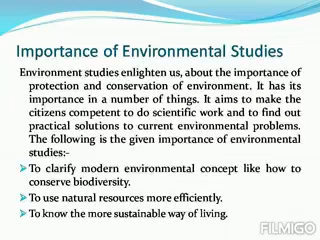 Importance of Environmental Studies
Environment studies enlighten us, about the importance of
protection and conservation of environment. It has its
importance in a number of things. It aims to make the
citizens competent to do scientific work and to find out
practical solutions to current environmental problems.
The following is the given importance of environmental
studies:-
To clarify modern environmental concept like how to
conserve biodiversity.
To use natural resources more efficiently.
To know the more sustainable way of living.
FILMIGO